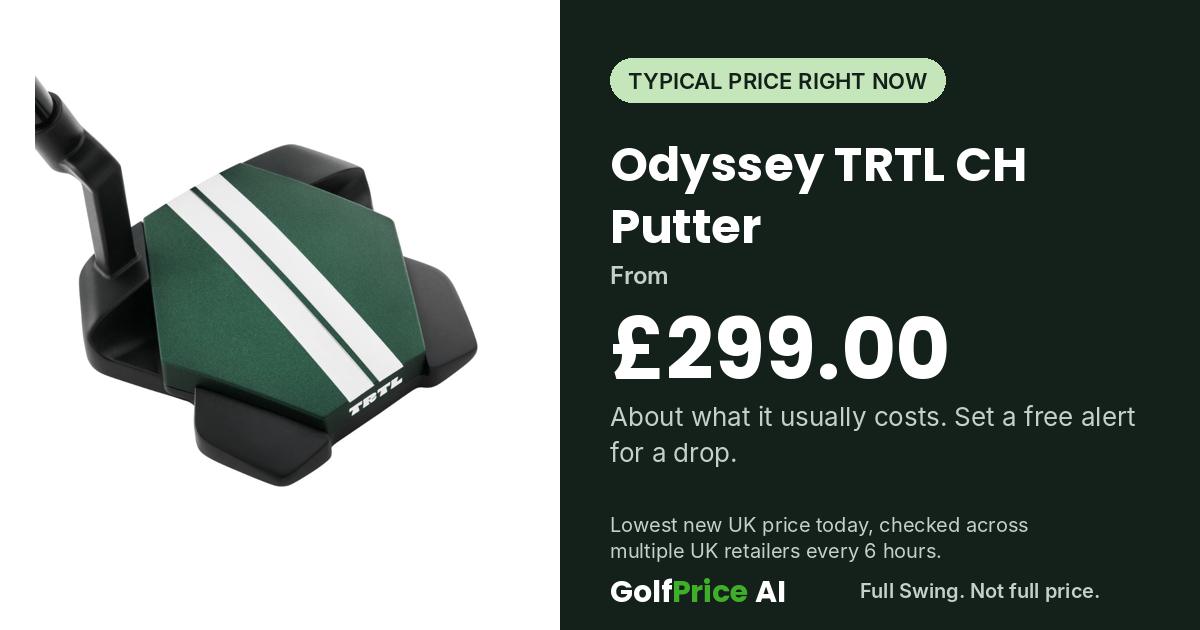 TYPICAL PRICE RIGHT NOW
Odyssey TRTL CH
Putter
From
£299.00
About what it usually costs. Set a free alert
for a drop.
Lowest new UK price today, checked across
multiple UK retailers every 6 hours.
GolfPrice AI
Full Swing. Not full price.
TRTL